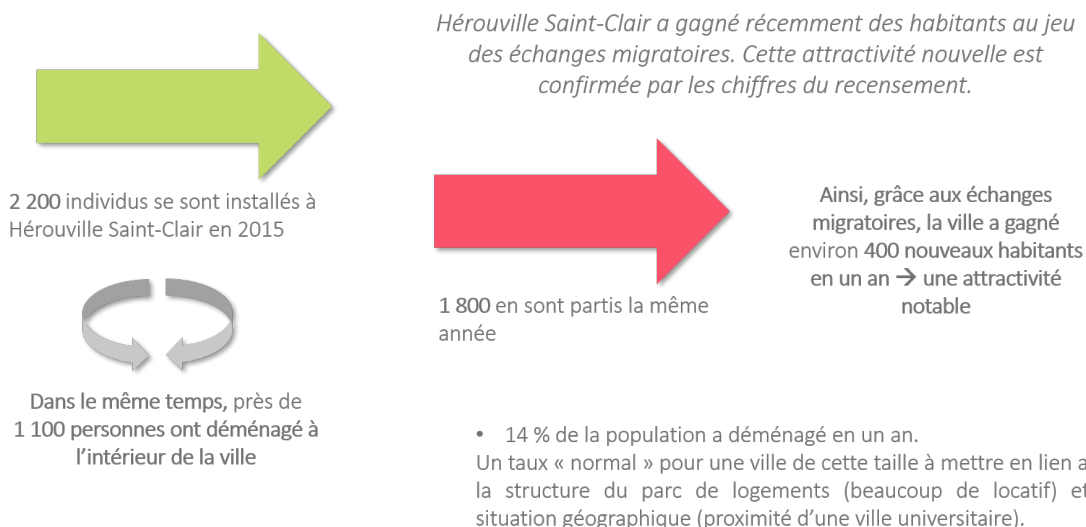 Hérouville Saint-Clair a gagné récemment des habitants au jeu
des échanges migratoires. Cette attractivité nouvelle est
confirmée par les chiffres du recensement.
2 200 individus se sont installés à
Hérouville Saint-Clair en 2015
1 800 en sont partis la même
année
Ainsi, grâce aux échanges
migratoires, la ville a gagné
environ 400 nouveaux habitants
en un an → une attractivité
notable
Dans le même temps, près de
1 100 personnes ont déménagé à
l’intérieur de la ville
• 14 % de la population a déménagé en un an.
Un taux « normal » pour une ville de cette taille à mettre en lien a
la structure du parc de logements (beaucoup de locatif) et
situation géographique (proximité d’une ville universitaire).